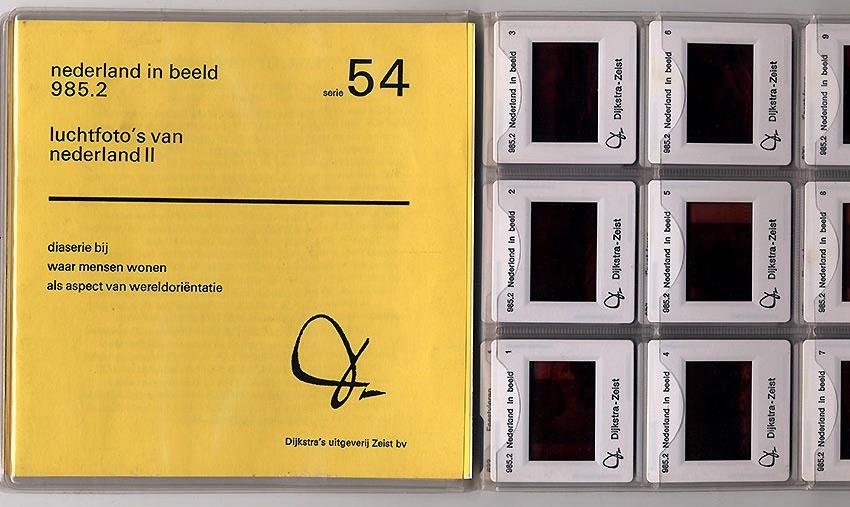 nederland in beeld
985.2
serie 54
luchtfoto's van
nederland II
diaserie bij
waar mensen wonen
als aspect van wereldoriëntatie
Dijkstra's uitgeverij Zeist bv
985.2 Nederland in beeld 3
Dijkstra-Zeist
985.2 Nederland in beeld 6
Dijkstra-Zeist
985.2 Nederland in beeld 9
985.2 Nederland in beeld 2
Dijkstra-Zeist
985.2 Nederland in beeld 5
Dijkstra-Zeist
985.2 Nederland in beeld 8
985.2 Nederland in beeld 1
Dijkstra-Zeist
985.2 Nederland in beeld 4
Dijkstra-Zeist
985.2 Nederland in beeld 7